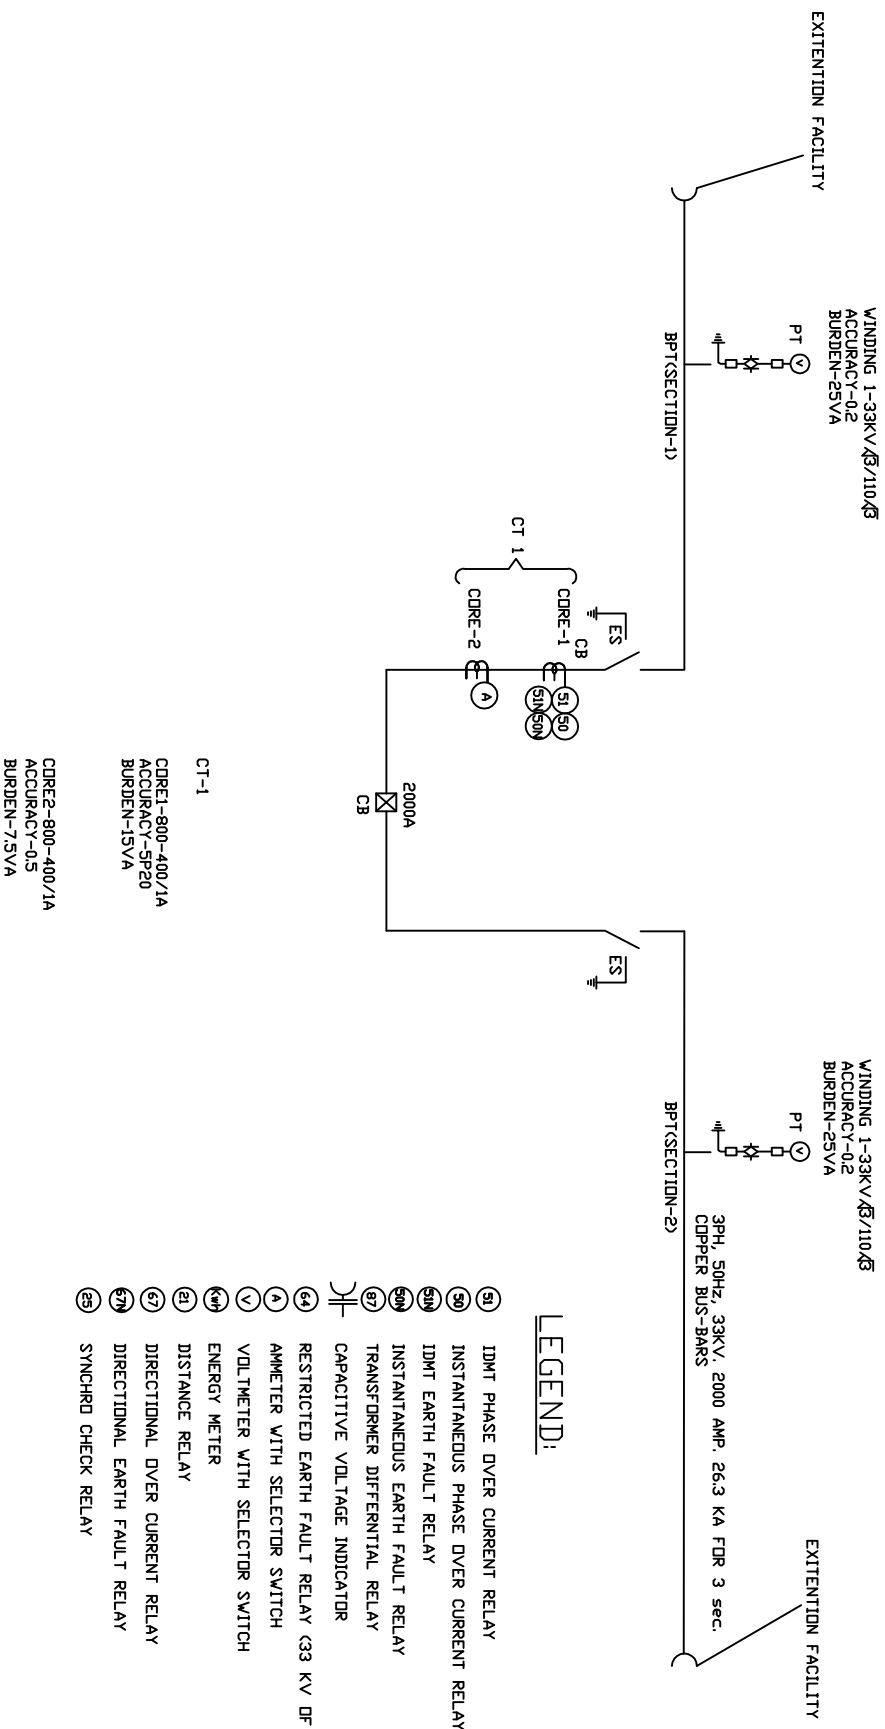 EXITENTION FACILITY
WINDING 1-33KV/√3/110/√3
ACCURACY-0.2
BURDEN-25VA
PT
V
BPT(SECTION-1)
CT 1
CORE-1
CORE-2
CB
ES
51 50
51N 50N
A
2000A
CB
ES
WINDING 1-33KV/√3/110/√3
ACCURACY-0.2
BURDEN-25VA
PT
V
BPT(SECTION-2)
3PH, 50Hz, 33KV. 2000 AMP. 26.3 KA FOR 3 sec.
COPPER BUS-BARS
EXITENTION FACILITY
CT-1
CORE1-800-400/1A
ACCURACY-5P20
BURDEN-15VA
CORE2-800-400/1A
ACCURACY-0.5
BURDEN-7.5VA
LEGEND:
51 IDMT PHASE OVER CURRENT RELAY
50 INSTANTANEOUS PHASE OVER CURRENT RELAY
51N IDMT EARTH FAULT RELAY
50N INSTANTANEOUS EARTH FAULT RELAY
87 TRANSFORMER DIFFERNTIAL RELAY
CAPACITIVE VOLTAGE INDICATOR
64 RESTRICTED EARTH FAULT RELAY (33 KV OF
A AMMETER WITH SELECTOR SWITCH
V VOLTMETER WITH SELECTOR SWITCH
KwH ENERGY METER
21 DISTANCE RELAY
67 DIRECTIONAL OVER CURRENT RELAY
67N DIRECTIONAL EARTH FAULT RELAY
25 SYNCHRO CHECK RELAY